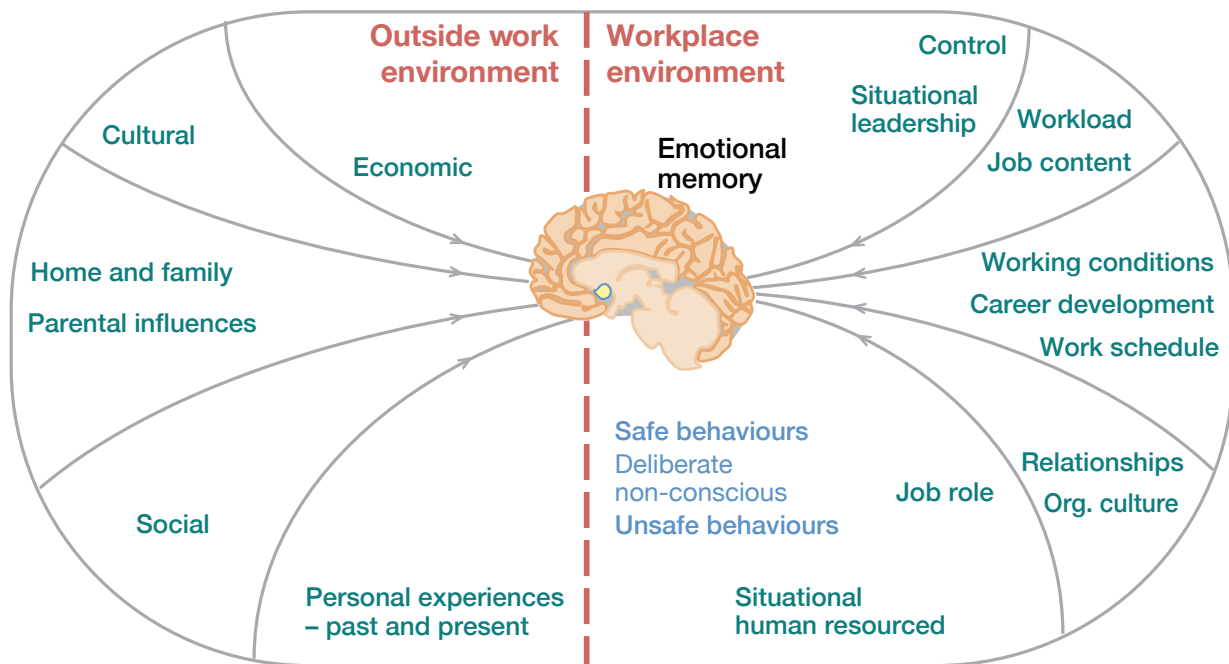 Outside work
environment
Workplace
environment
Control
Situational
leadership
Workload
Job content
Cultural
Economic
Emotional
memory
Home and family
Parental influences
Working conditions
Career development
Work schedule
Safe behaviours
Deliberate
non-conscious
Unsafe behaviours
Relationships
Org. culture
Job role
Social
Personal experiences
– past and present
Situational
human resourced